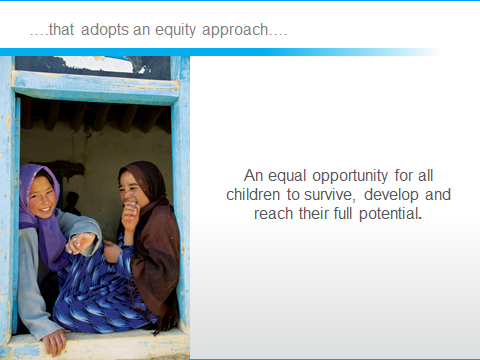 ….that adopts an equity approach….
An equal opportunity for all
children to survive, develop and
reach their full potential.